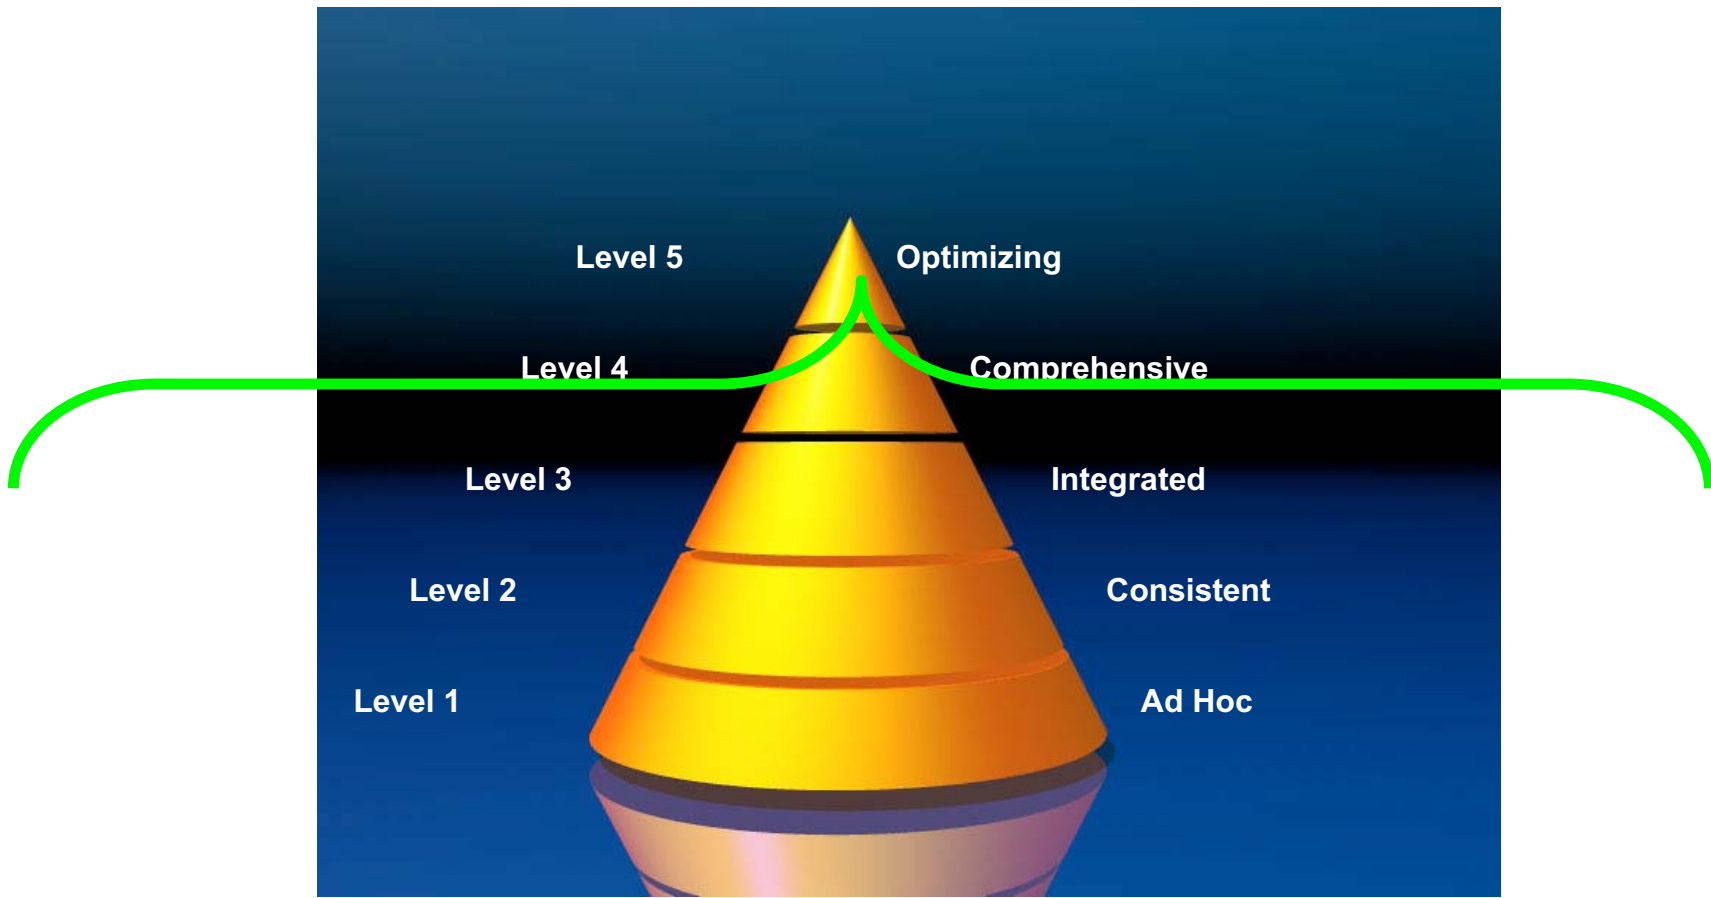 Level 5 Optimizing
Level 4 Comprehensive
Level 3 Integrated
Level 2 Consistent
Level 1 Ad Hoc